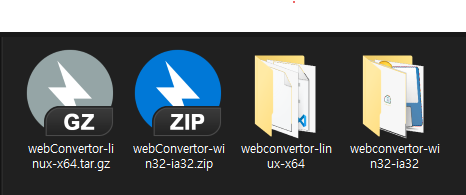 GZ
ZIP
webConvertor-li
nux-x64.tar.gz
webConvertor-wi
n32-ia32.zip
webconvertor-lin
ux-x64
webconvertor-wi
n32-ia32